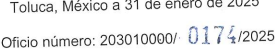 Toluca, México a 31 de enero de 2025
Oficio número: 203010000/ 0174/2025